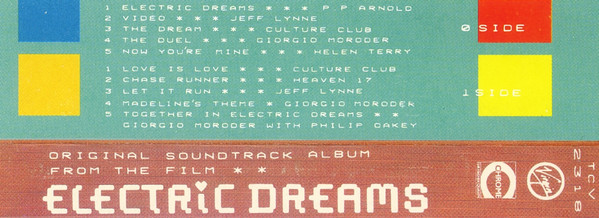 1 ELECTRIC DREAMS * * * P.P ARNOLD
2 VIDEO * * * JEFF LYNNE
3 THE DREAM * * * CULTURE CLUB
4 THE DUEL * * * GIORGIO MORODER
5 NOW YOU'RE MINE * * * HELEN TERRY
0 SIDE
1 LOVE IS LOVE * * * CULTURE CLUB
2 CHASE RUNNER * * * HEAVEN 17
3 LET IT RUN * * * JEFF LYNNE
4 MADELINE'S THEME * GIORGIO MORODER
5 TOGETHER IN ELECTRIC DREAMS * *
GIORGIO MORODER WITH PHILIP OAKEY
1 SIDE
ORIGINAL SOUNDTRACK ALBUM
FROM THE FILM * *
ELECTRIC DREAMS
CHROME
Virgin
TCV
2318